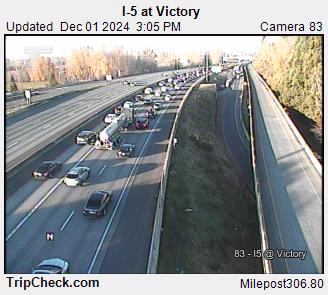 I-5 at Victory
Updated  Dec 01 2024  3:05 PM  Camera 83
N
83 - I5 @ Victory
TripCheck.com  Milepost306.80